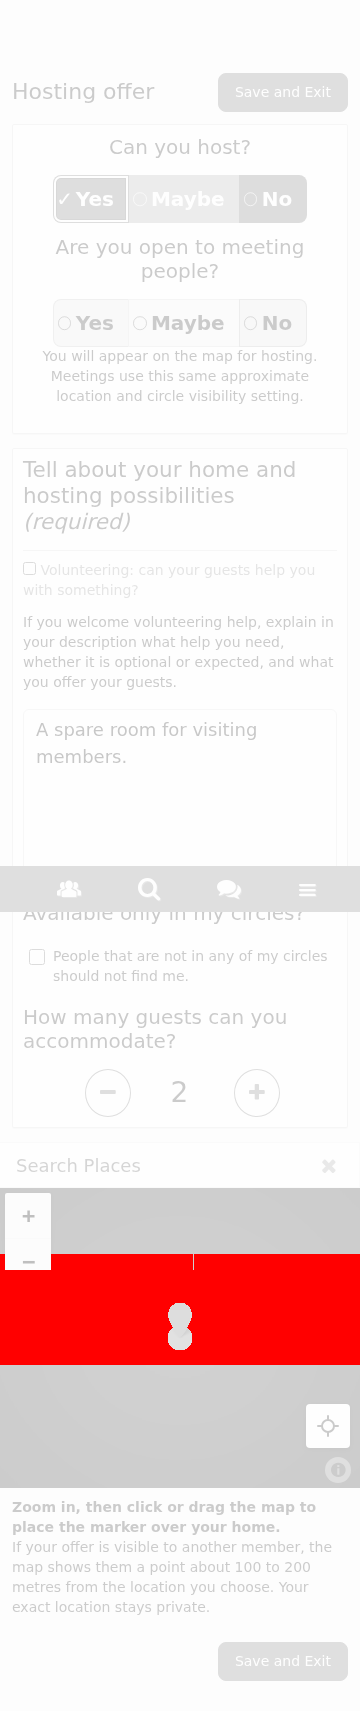 Hosting offer
Save and Exit
Can you host?
✓ Yes Maybe No
Are you open to meeting
people?
Yes Maybe No
You will appear on the map for hosting.
Meetings use this same approximate
location and circle visibility setting.
Tell about your home and
hosting possibilities
(required)
Volunteering: can your guests help you
with something?
If you welcome volunteering help, explain in
your description what help you need,
whether it is optional or expected, and what
you offer your guests.
A spare room for visiting
members.
Available only in my circles?
People that are not in any of my circles
should not find me.
How many guests can you
accommodate?
− 2 +
Search Places
+
−
Zoom in, then click or drag the map to
place the marker over your home.
If your offer is visible to another member, the
map shows them a point about 100 to 200
metres from the location you choose. Your
exact location stays private.
Save and Exit